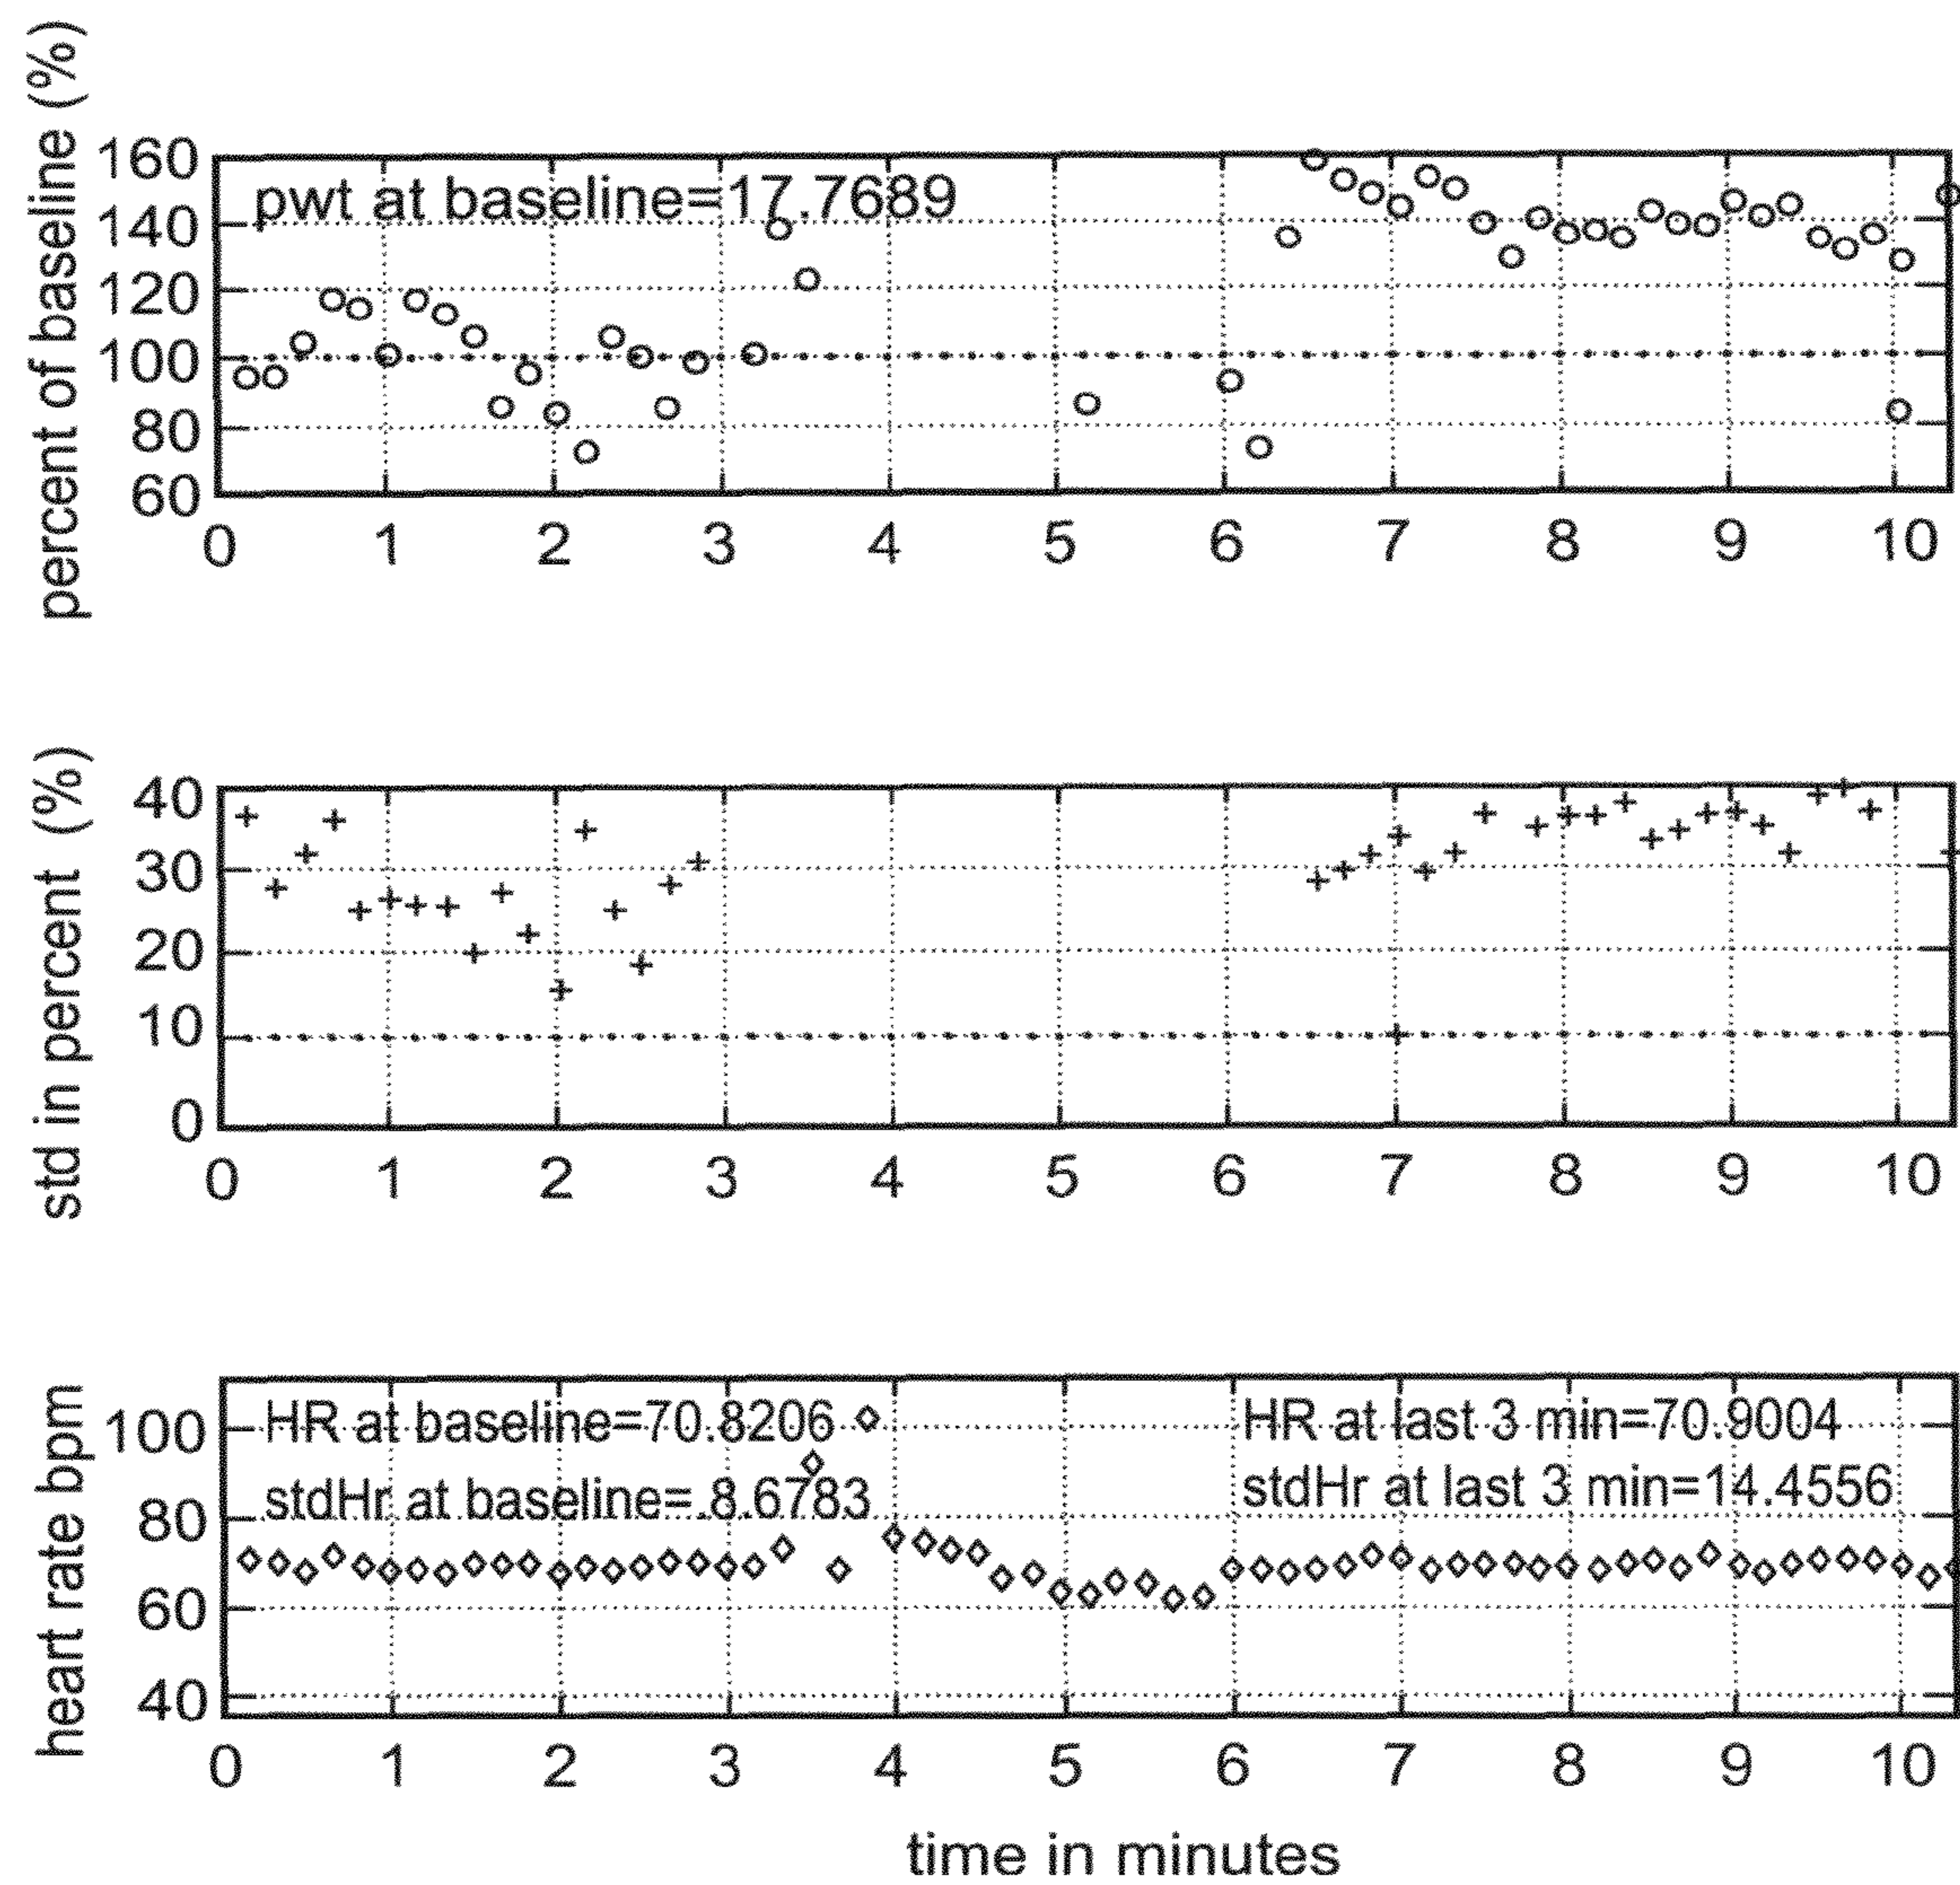 percent of baseline (%)
160
140
120
100
80
60
pwt at baseline=17.7689
0 1 2 3 4 5 6 7 8 9 10
std in percent (%)
40
30
20
10
0
0 1 2 3 4 5 6 7 8 9 10
heart rate bpm
100
80
60
40
HR at baseline=70.8206
stdHr at baseline=.8.6783
HR at last 3 min=70.9004
stdHr at last 3 min=14.4556
0 1 2 3 4 5 6 7 8 9 10
time in minutes